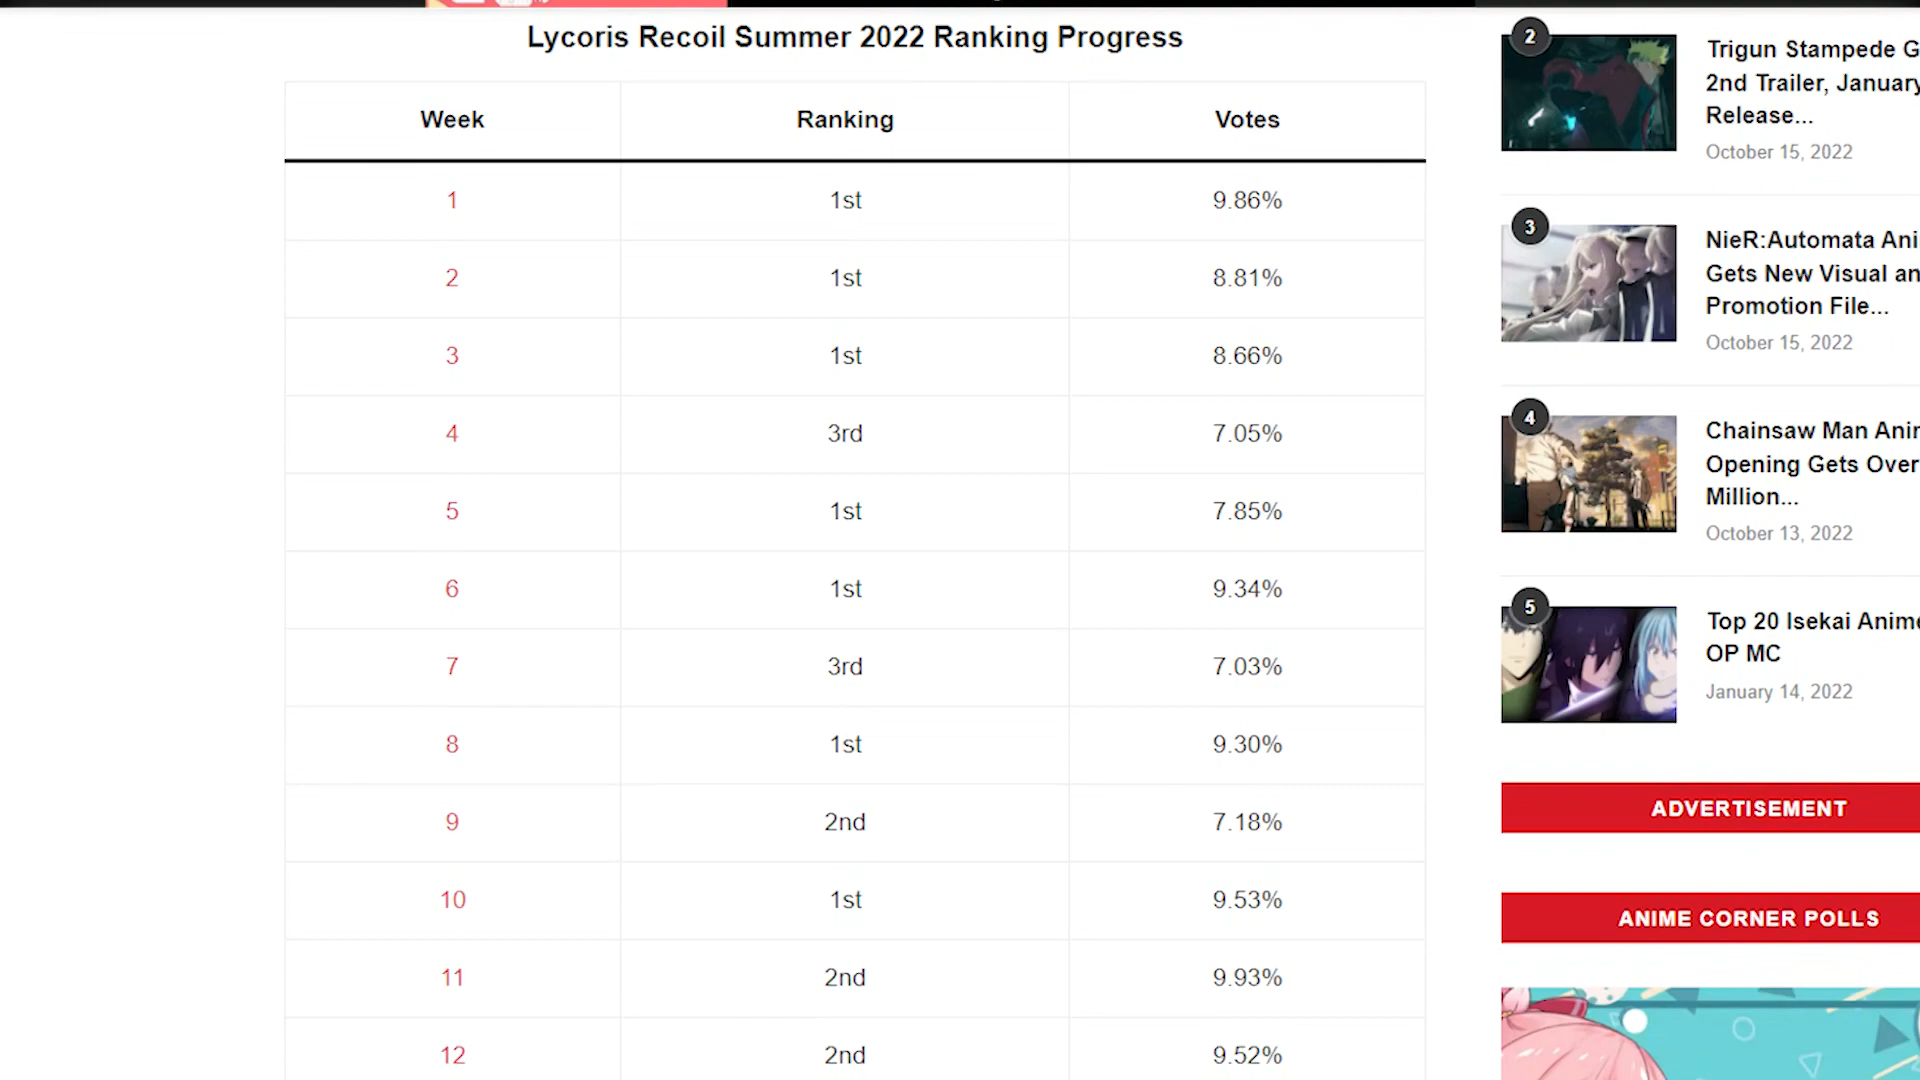 Lycoris Recoil Summer 2022 Ranking Progress
Week Ranking Votes
1 1st 9.86%
2 1st 8.81%
3 1st 8.66%
4 3rd 7.05%
5 1st 7.85%
6 1st 9.34%
7 3rd 7.03%
8 1st 9.30%
9 2nd 7.18%
10 1st 9.53%
11 2nd 9.93%
12 2nd 9.52%
2
Trigun Stampede G
2nd Trailer, January
Release...
October 15, 2022
3
NieR:Automata Ani
Gets New Visual an
Promotion File...
October 15, 2022
4
Chainsaw Man Anim
Opening Gets Over
Million...
October 13, 2022
5
Top 20 Isekai Anime
OP MC
January 14, 2022
ADVERTISEMENT
ANIME CORNER POLLS